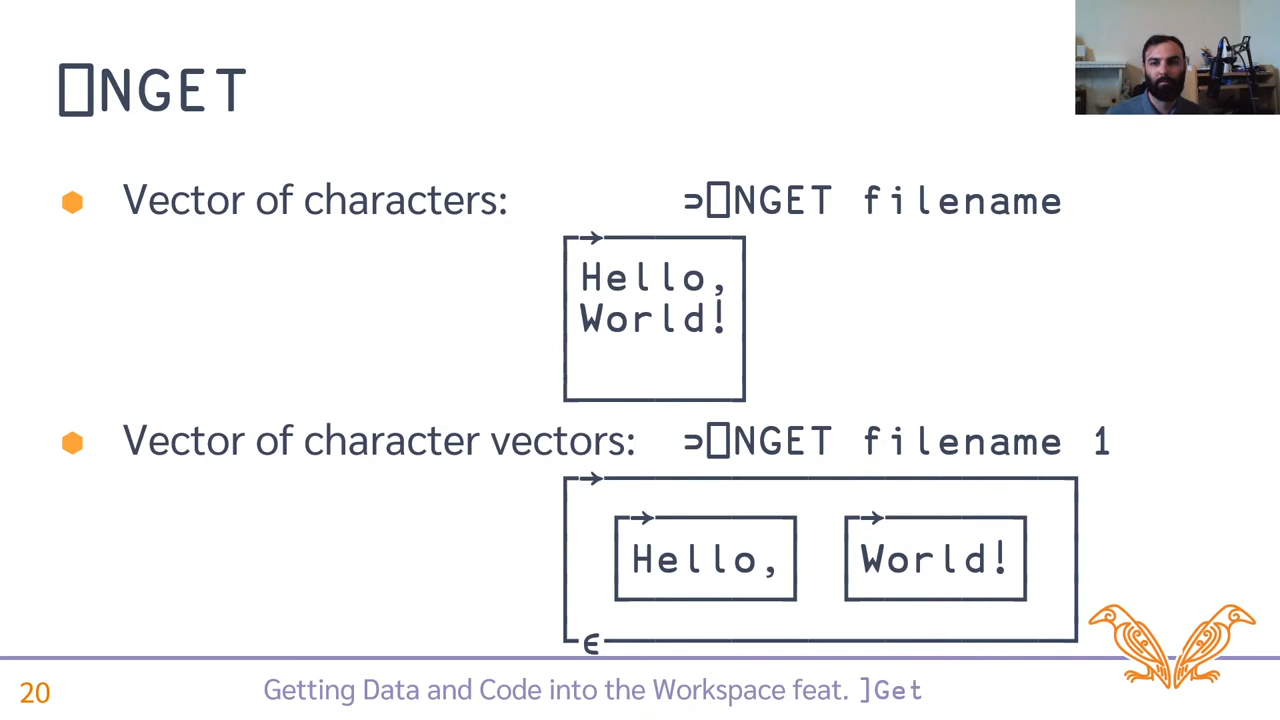 ⎕NGET
Vector of characters: ⊃⎕NGET filename
Hello,
World!
Vector of character vectors: ⊃⎕NGET filename 1
Hello, World!
∊
20 Getting Data and Code into the Workspace feat. ]Get